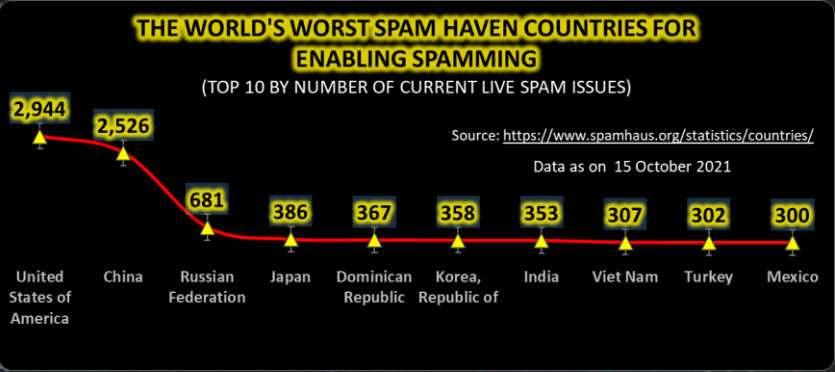 THE WORLD'S WORST SPAM HAVEN COUNTRIES FOR
ENABLING SPAMMING
(TOP 10 BY NUMBER OF CURRENT LIVE SPAM ISSUES)
Source: https://www.spamhaus.org/statistics/countries/
Data as on 15 October 2021
2,944
2,526
681
386
367
358
353
307
302
300
United
States of
America
China
Russian
Federation
Japan
Dominican
Republic
Korea,
Republic of
India
Viet Nam
Turkey
Mexico